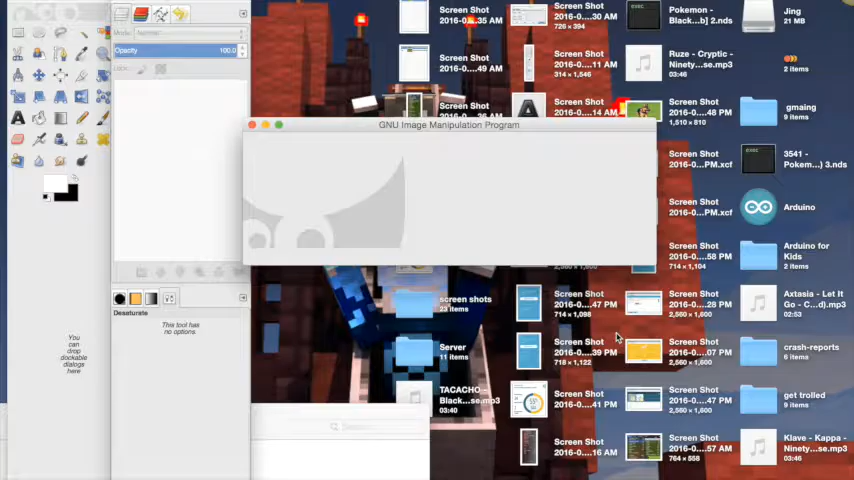 GNU Image Manipulation Program
Mode: Normal
Opacity 100.0
Lock:
Desaturate
This tool has
no options
You
can
drop
dockable
dialogs
here
Screen Shot
2016-0....35 AM
Screen Shot
2016-0....49 AM
Screen Shot
screen shots
23 items
Server
11 items
TACACHO -
Black...se.mp3
03:40
Screen Shot
2016-0....30 AM
726 × 394
Screen Shot
2016-0....11 AM
314 × 1,546
Screen Shot
2016-0....14 AM
Screen Shot
2016-0....47 PM
714 × 1,098
Screen Shot
2016-0....39 PM
718 × 1,122
Screen Shot
2016-0....41 PM
Screen Shot
2016-0....16 AM
Pokemon -
Black...b] 2.nds
Ruze - Cryptic -
Ninety...se.mp3
03:46
Screen Shot
2016-0....48 PM
1,510 × 810
Screen Shot
2016-0...PM.xcf
Screen Shot
2016-0...PM.xcf
Screen Shot
2016-0....58 PM
714 × 1,104
Screen Shot
2016-0....28 PM
2,560 × 1,600
Screen Shot
2016-0....07 PM
2,560 × 1,600
Screen Shot
2016-0....47 PM
2,560 × 1,600
Screen Shot
2016-0....57 AM
764 × 558
Jing
21 MB
2 items
gmaing
9 items
3541 -
Pokem...) 3.nds
Arduino
Arduino for
Kids
2 items
Axtasia - Let It
Go - C...d).mp3
02:53
crash-reports
6 items
get trolled
9 items
Klave - Kappa -
Ninety...se.mp3
03:46